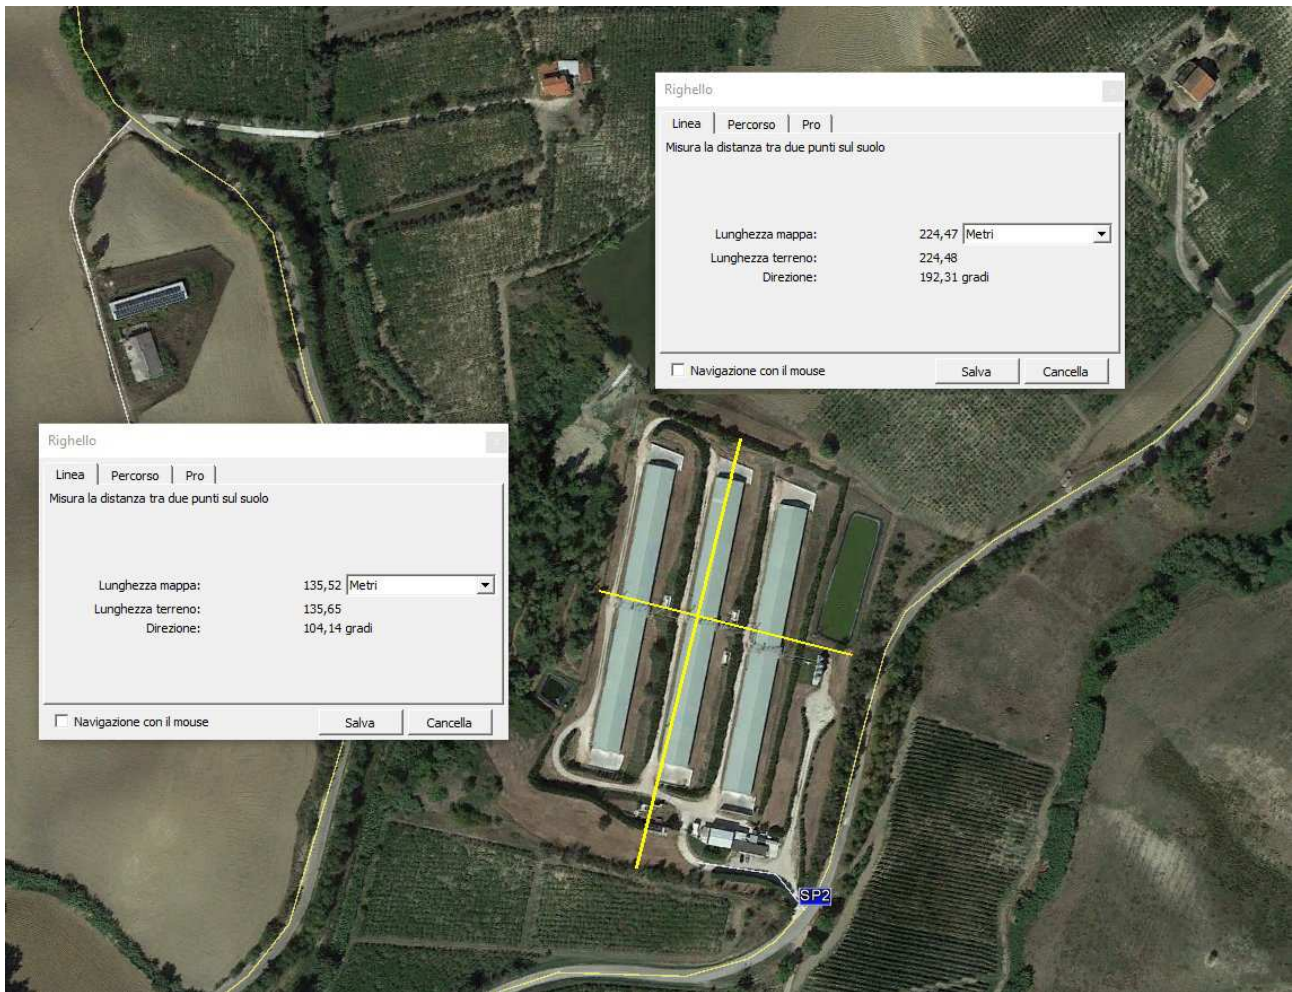 Righello
Linea Percorso Pro
Misura la distanza tra due punti sul suolo
Lunghezza mappa: 224,47 Metri
Lunghezza terreno: 224,48
Direzione: 192,31 gradi
Navigazione con il mouse Salva Cancella
Righello
Linea Percorso Pro
Misura la distanza tra due punti sul suolo
Lunghezza mappa: 135,52 Metri
Lunghezza terreno: 135,65
Direzione: 104,14 gradi
Navigazione con il mouse Salva Cancella
SP2